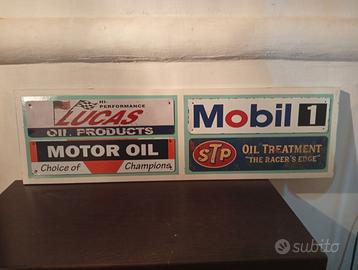 HI-
PERFORMANCE
LUCAS
OIL PRODUCTS
MOTOR OIL
Choice of Champions
Mobil 1
STP
OIL TREATMENT
"THE RACER'S EDGE"
subito